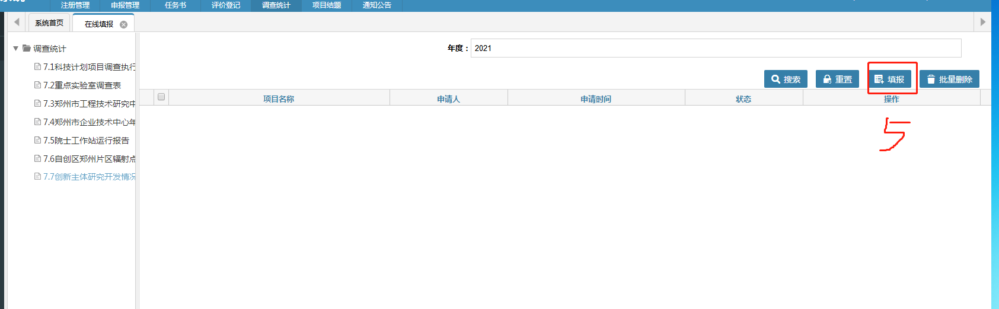 注册管理 申报管理 任务书 评价登记 调查统计 项目结题 通知公告
系统首页 在线填报
调查统计
7.1科技计划项目调查执行
7.2重点实验室调查表
7.3郑州市工程技术研究中
7.4郑州市企业技术中心年
7.5院士工作站运行报告
7.6自创区郑州片区辐射点
7.7创新主体研究开发情况
年度： 2021
搜索 重置 填报 批量删除
项目名称 申请人 申请时间 状态 操作
5